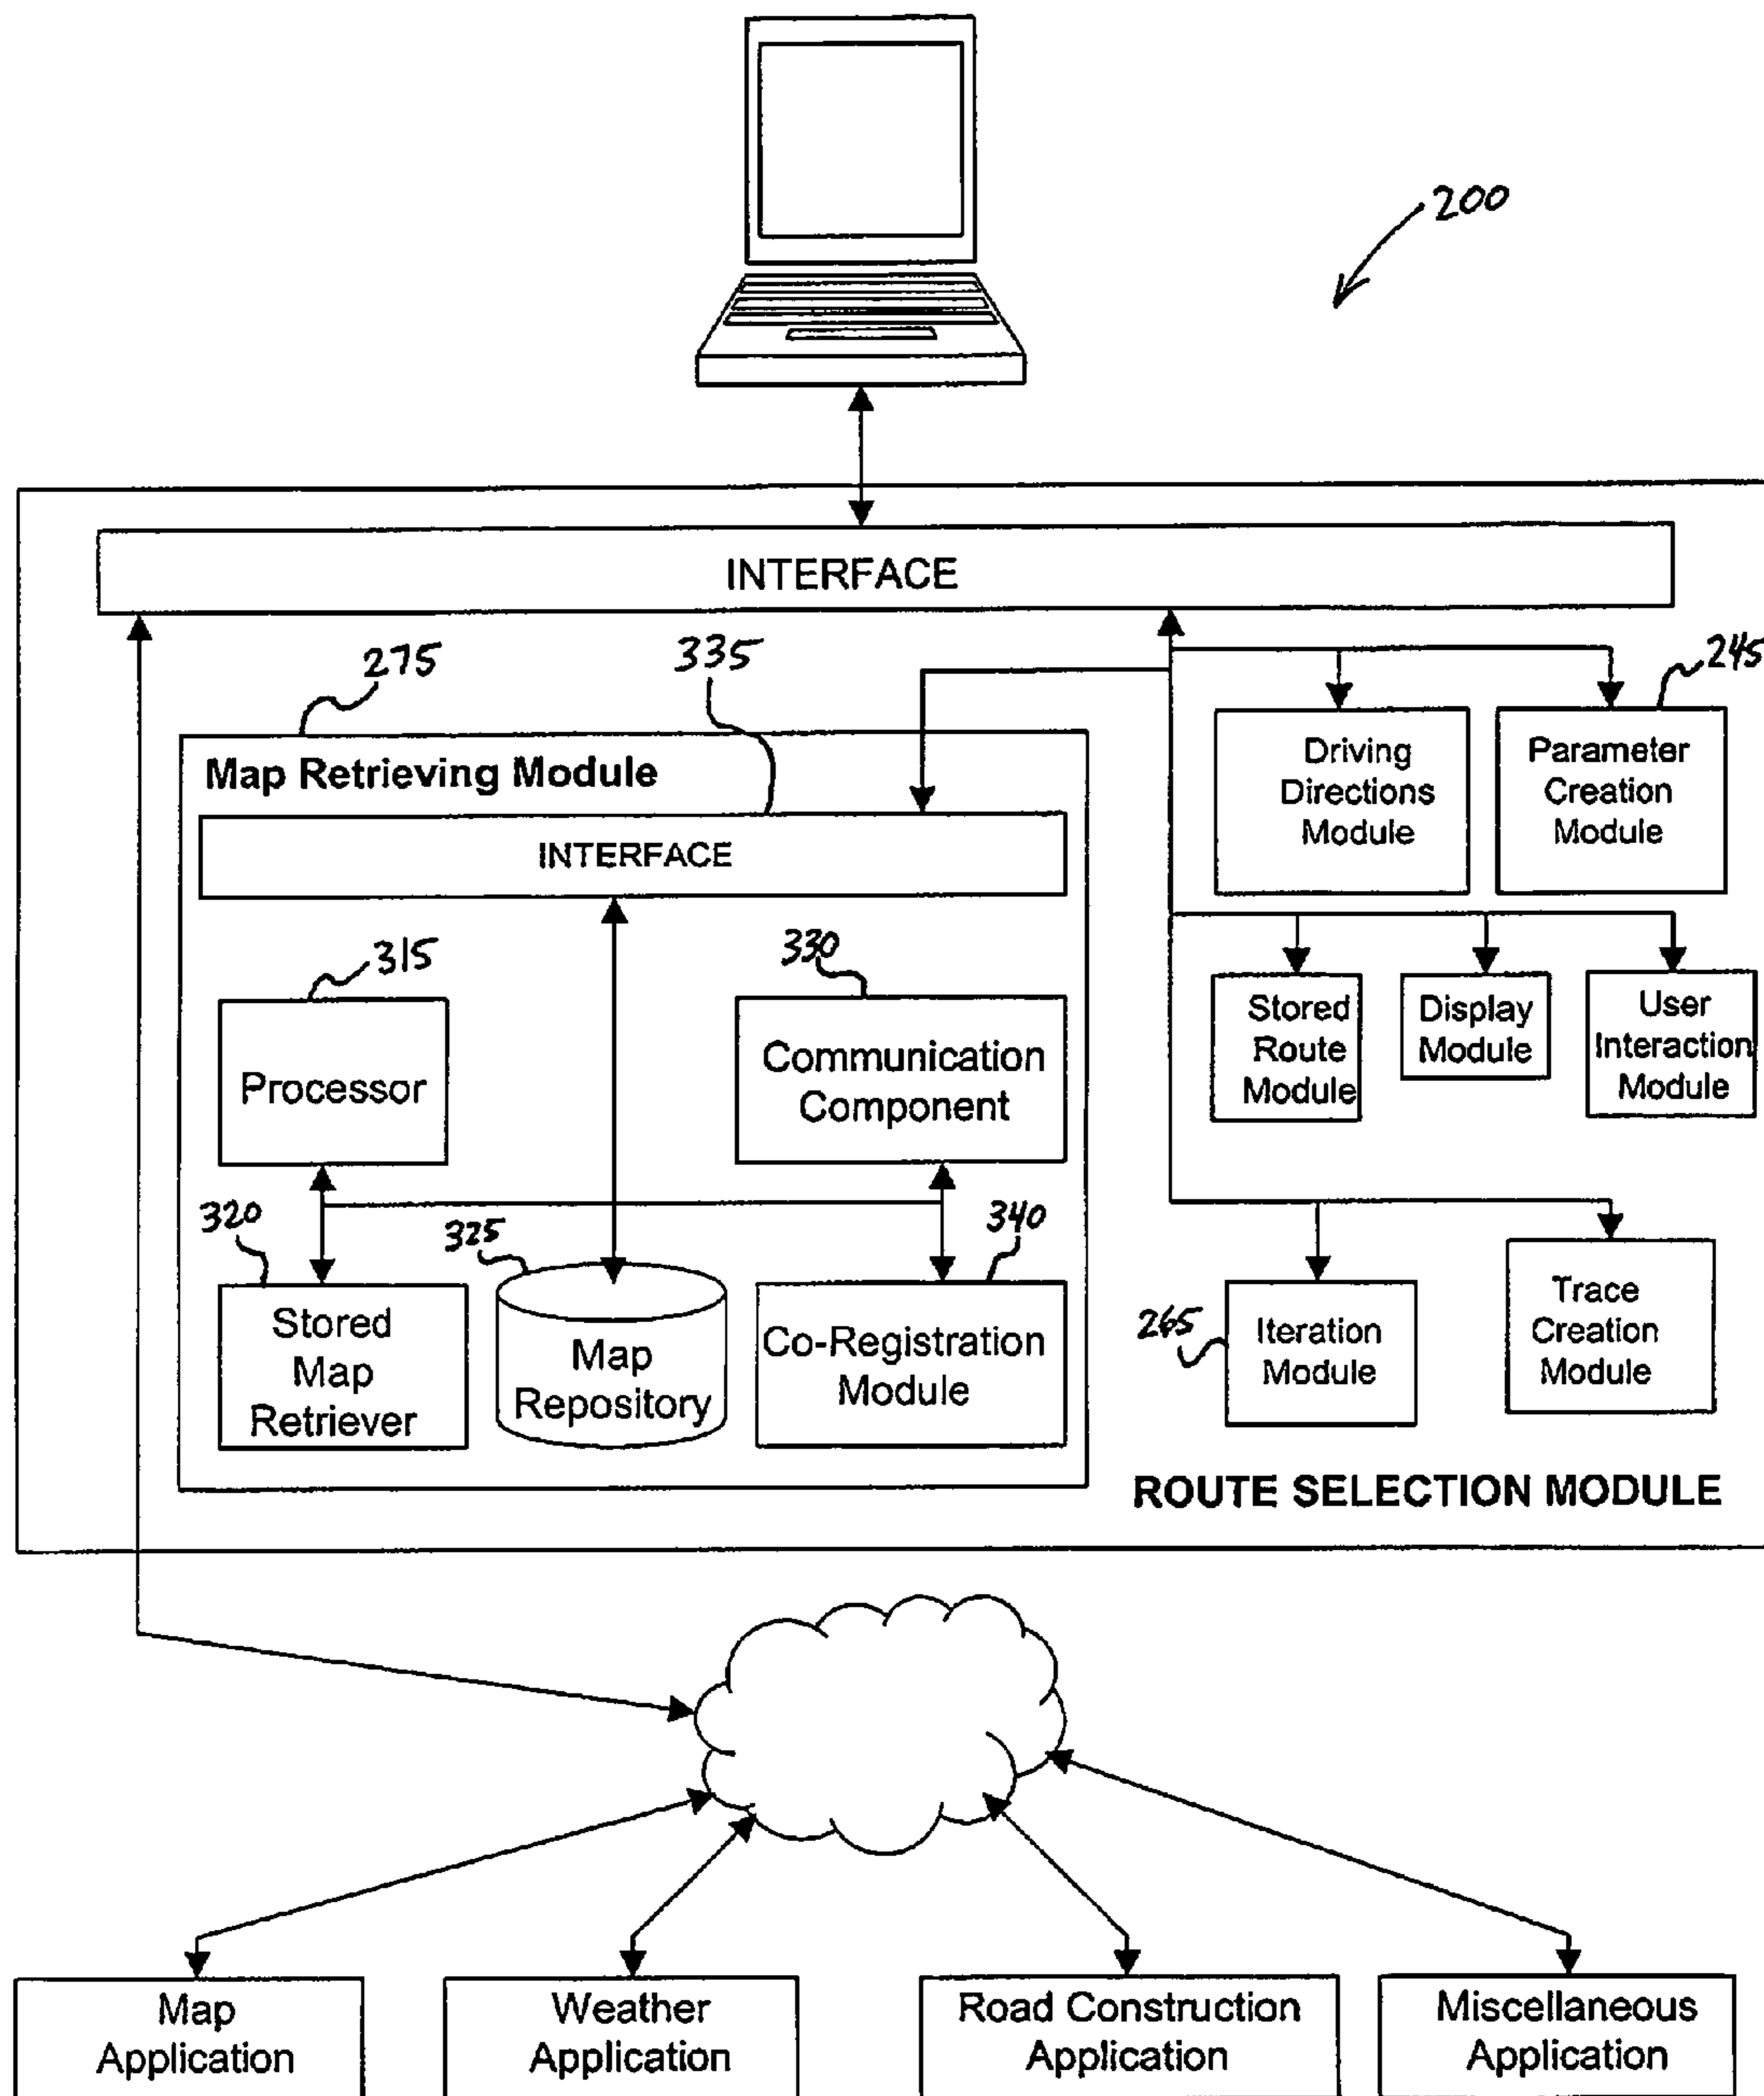 200
INTERFACE
275
335
245
Map Retrieving Module
INTERFACE
Driving
Directions
Module
Parameter
Creation
Module
315
330
Processor
Communication
Component
Stored
Route
Module
Display
Module
User
Interaction
Module
320
325
340
Stored
Map
Retriever
Map
Repository
Co-Registration
Module
265
Iteration
Module
Trace
Creation
Module
ROUTE SELECTION MODULE
Map
Application
Weather
Application
Road Construction
Application
Miscellaneous
Application